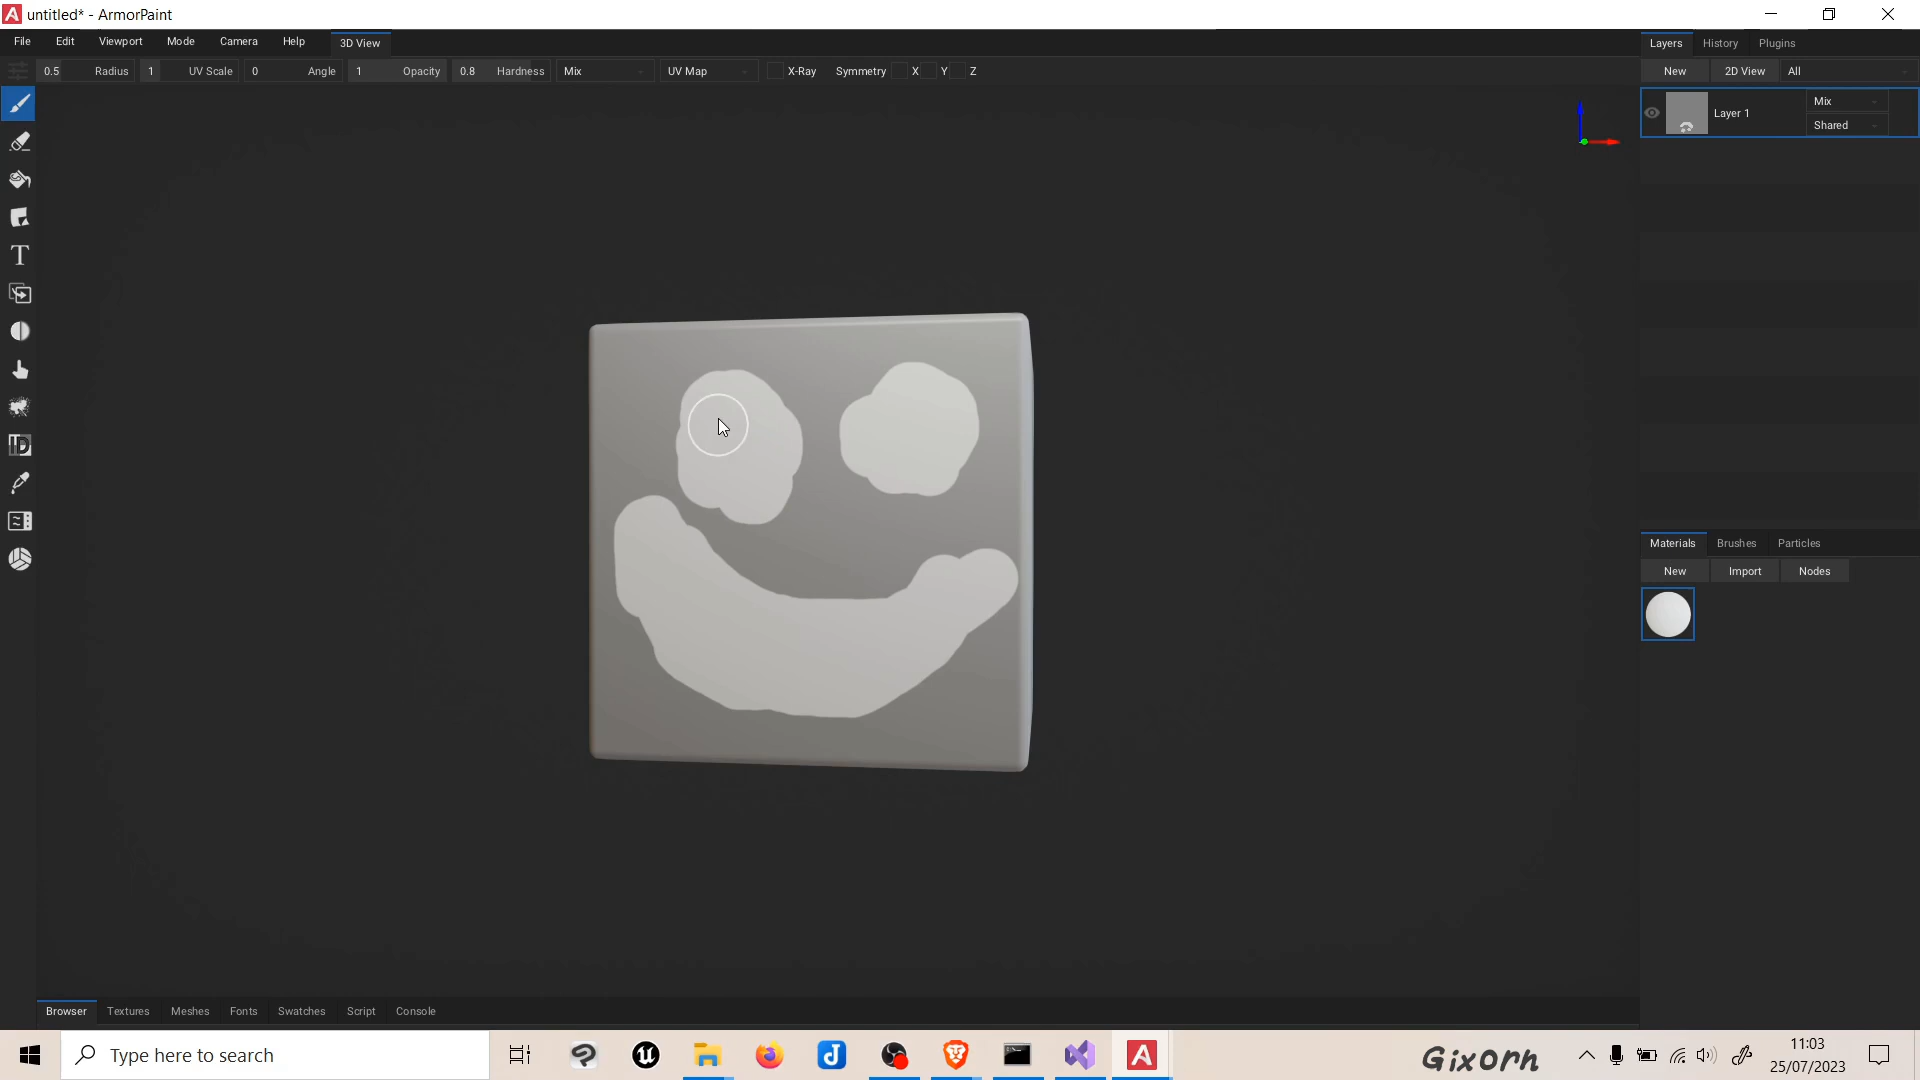 A untitled* - ArmorPaint
File Edit Viewport Mode Camera Help 3D View
Layers History Plugins
0.5 Radius 1 UV Scale 0 Angle 1 Opacity 0.8 Hardness Mix UV Map X-Ray Symmetry X Y Z
New 2D View All
Layer 1
Mix
Shared
T
ID
Materials Brushes Particles
New Import Nodes
Browser Textures Meshes Fonts Swatches Script Console
Type here to search
Gixorn
11:03
25/07/2023